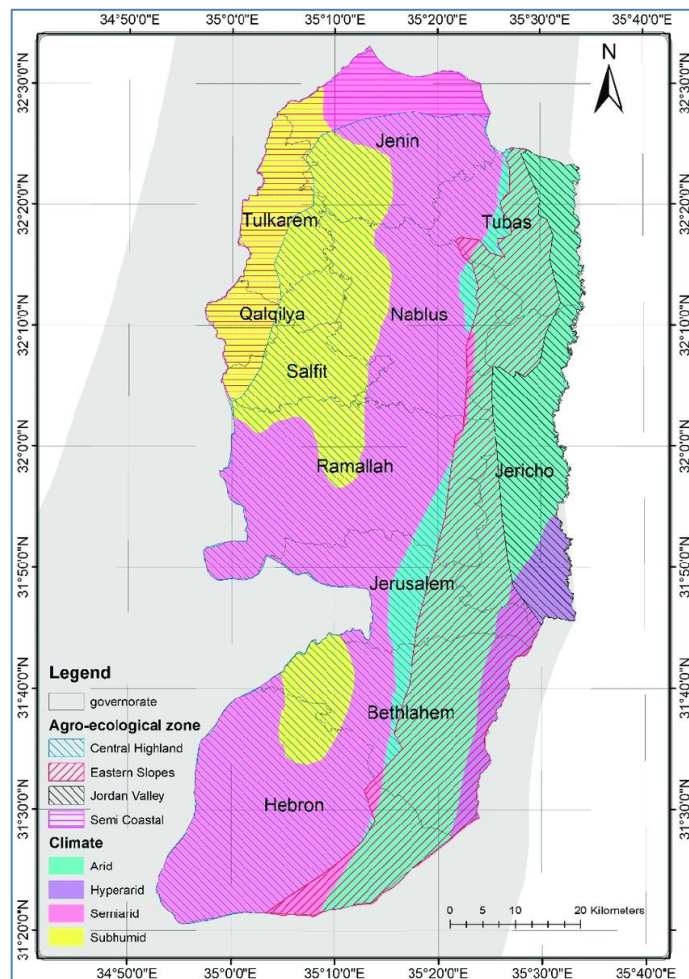 34°50'0"E 35°0'0"E 35°10'0"E 35°20'0"E 35°30'0"E 35°40'0"E
N
32°30'0"N 32°30'0"N
Jenin
32°20'0"N 32°20'0"N
Tulkarem Tubas
Qalqilya Nablus
32°10'0"N 32°10'0"N
Salfit
32°0'0"N 32°0'0"N
Ramallah Jericho
31°50'0"N 31°50'0"N
Jerusalem
31°40'0"N 31°40'0"N
Bethlahem
Hebron
31°30'0"N 31°30'0"N
31°20'0"N 31°20'0"N
Legend
governorate
Agro-ecological zone
Central Highland
Eastern Slopes
Jordan Valley
Semi Coastal
Climate
Arid
Hyperarid
Semiarid
Subhumid
0 5 10 20 Kilometers
34°50'0"E 35°0'0"E 35°10'0"E 35°20'0"E 35°30'0"E 35°40'0"E